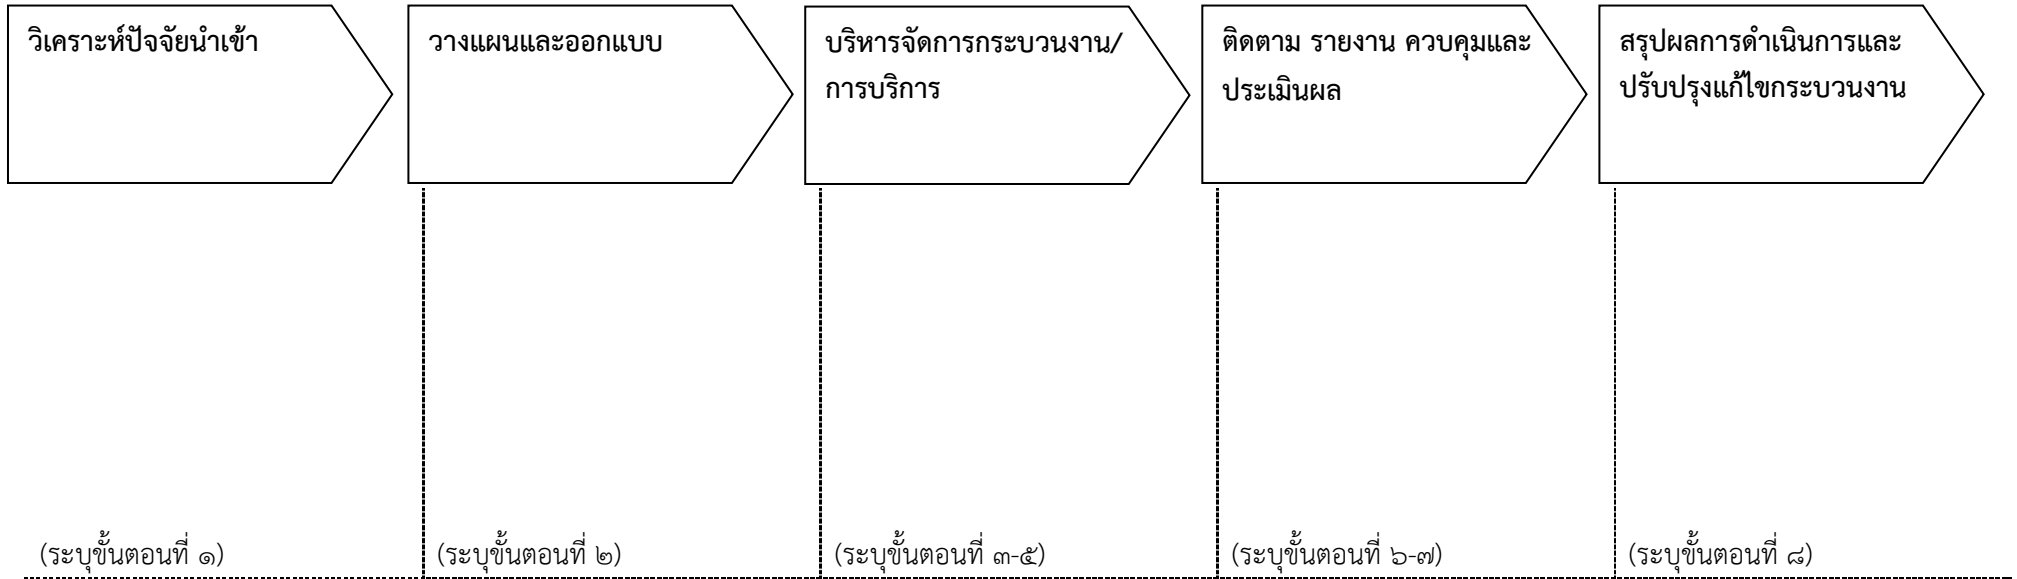 วิเคราะห์ปัจจัยนำเข้า
วางแผนและออกแบบ
บริหารจัดการกระบวนงาน/
การบริการ
ติดตาม รายงาน ควบคุมและ
ประเมินผล
สรุปผลการดำเนินการและ
ปรับปรุงแก้ไขกระบวนงาน
(ระบุขั้นตอนที่ ๑)
(ระบุขั้นตอนที่ ๒)
(ระบุขั้นตอนที่ ๓-๕)
(ระบุขั้นตอนที่ ๖-๗)
(ระบุขั้นตอนที่ ๘)